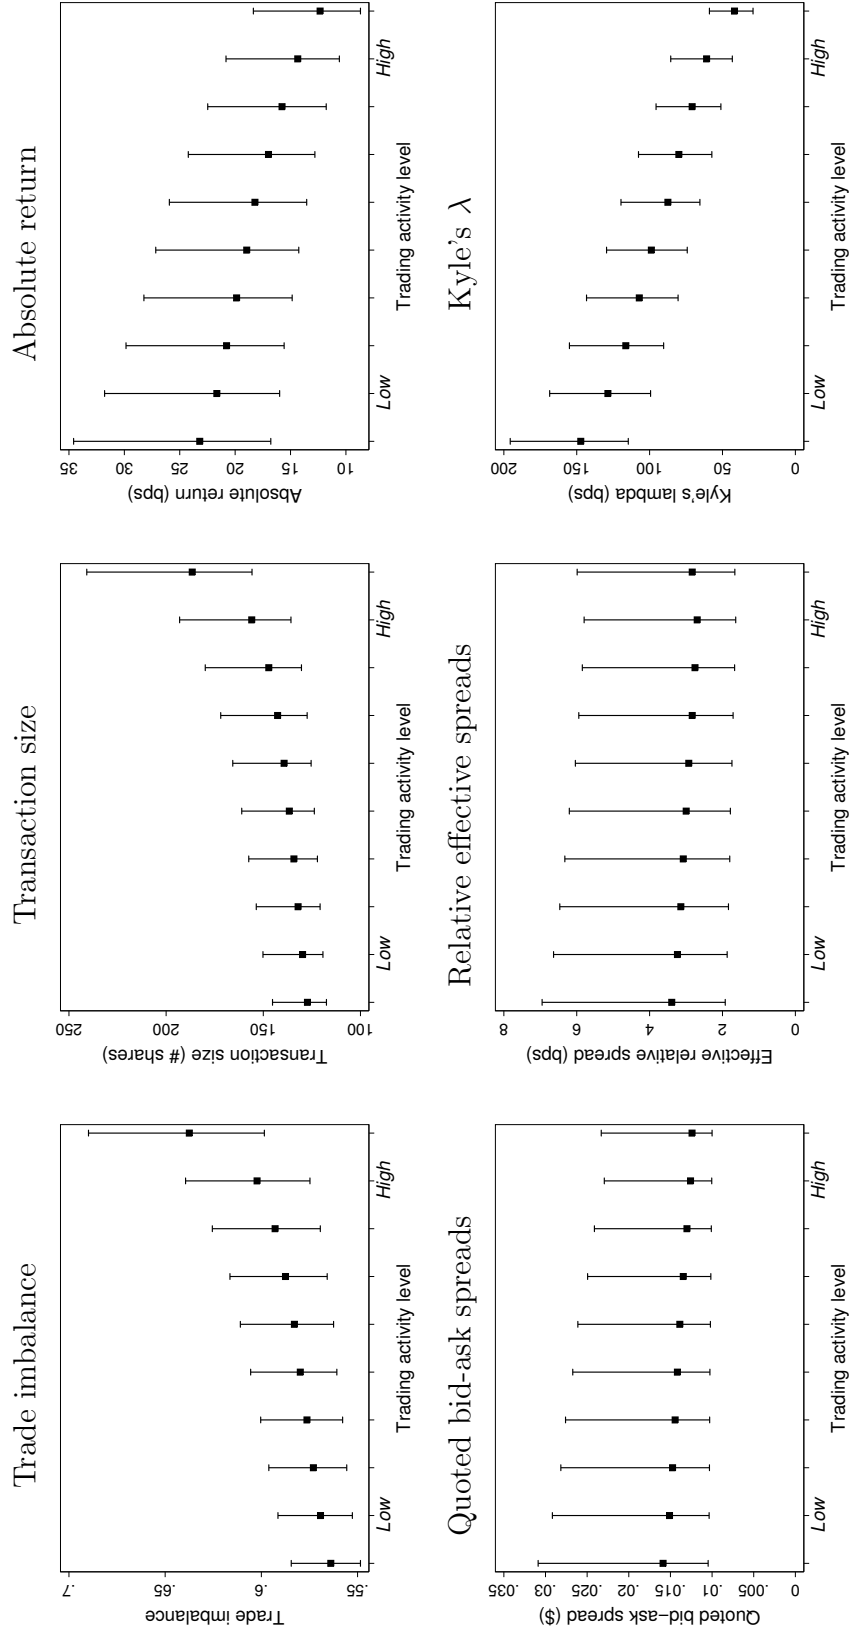 Trade imbalance
Trade imbalance
.7
.65
.6
.55
Low
High
Trading activity level
Transaction size
Transaction size (# shares)
250
200
150
100
Low
High
Trading activity level
Absolute return
Absolute return (bps)
35
30
25
20
15
10
Low
High
Trading activity level
Quoted bid-ask spreads
Quoted bid−ask spread ($)
.035
.03
.025
.02
.015
.01
.005
0
Low
High
Trading activity level
Relative effective spreads
Effective relative spread (bps)
8
6
4
2
0
Low
High
Trading activity level
Kyle's λ
Kyle's lambda (bps)
200
150
100
50
0
Low
High
Trading activity level